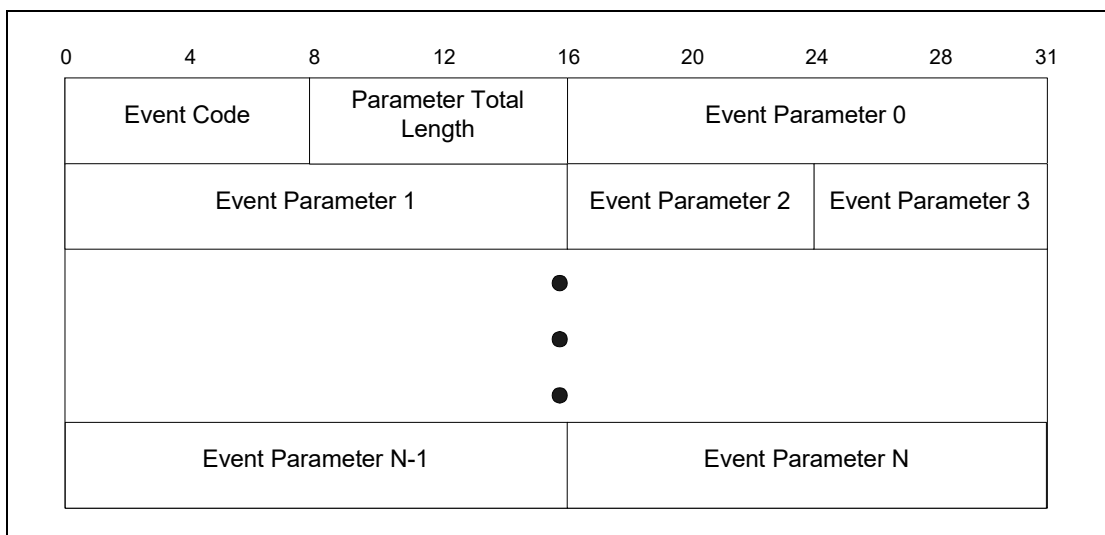 0 4 8 12 16 20 24 28 31
Event Code
Parameter Total
Length
Event Parameter 0
Event Parameter 1
Event Parameter 2
Event Parameter 3
Event Parameter N-1
Event Parameter N